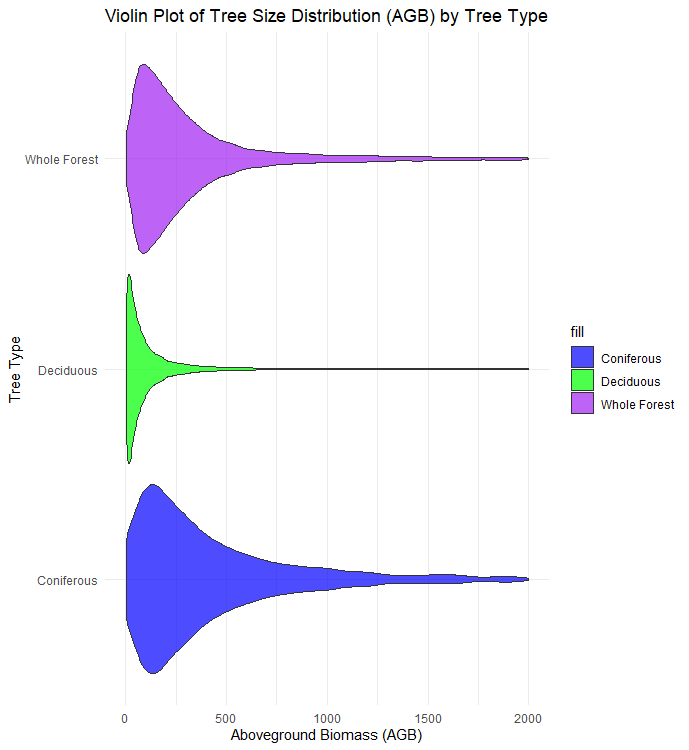 Violin Plot of Tree Size Distribution (AGB) by Tree Type
Tree Type
Whole Forest
Deciduous
Coniferous
0 500 1000 1500 2000
Aboveground Biomass (AGB)
fill
Coniferous
Deciduous
Whole Forest